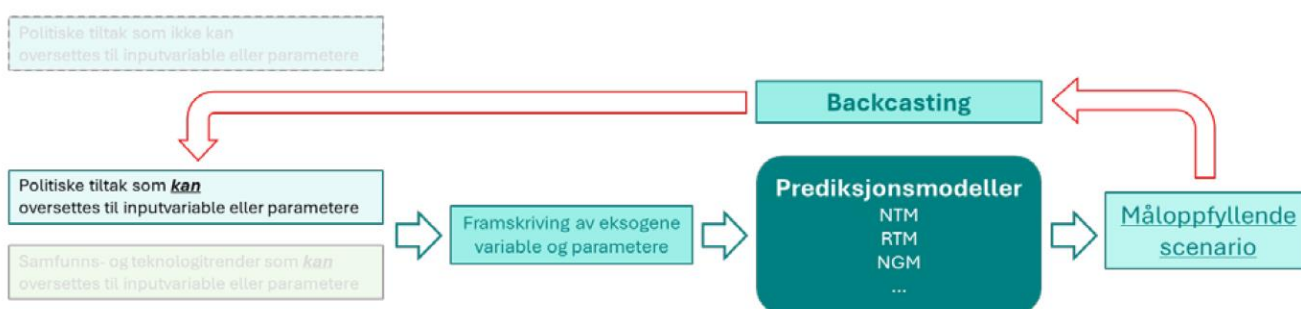 Politiske tiltak som ikke kan
oversettes til inputvariable eller parametere
Backcasting
Politiske tiltak som kan
oversettes til inputvariable eller parametere
Samfunns- og teknologitrender som kan
oversettes til inputvariable eller parametere
Framskriving av eksogene
variable og parametere
Prediksjonsmodeller
NTM
RTM
NGM
...
Måloppfyllende
scenario